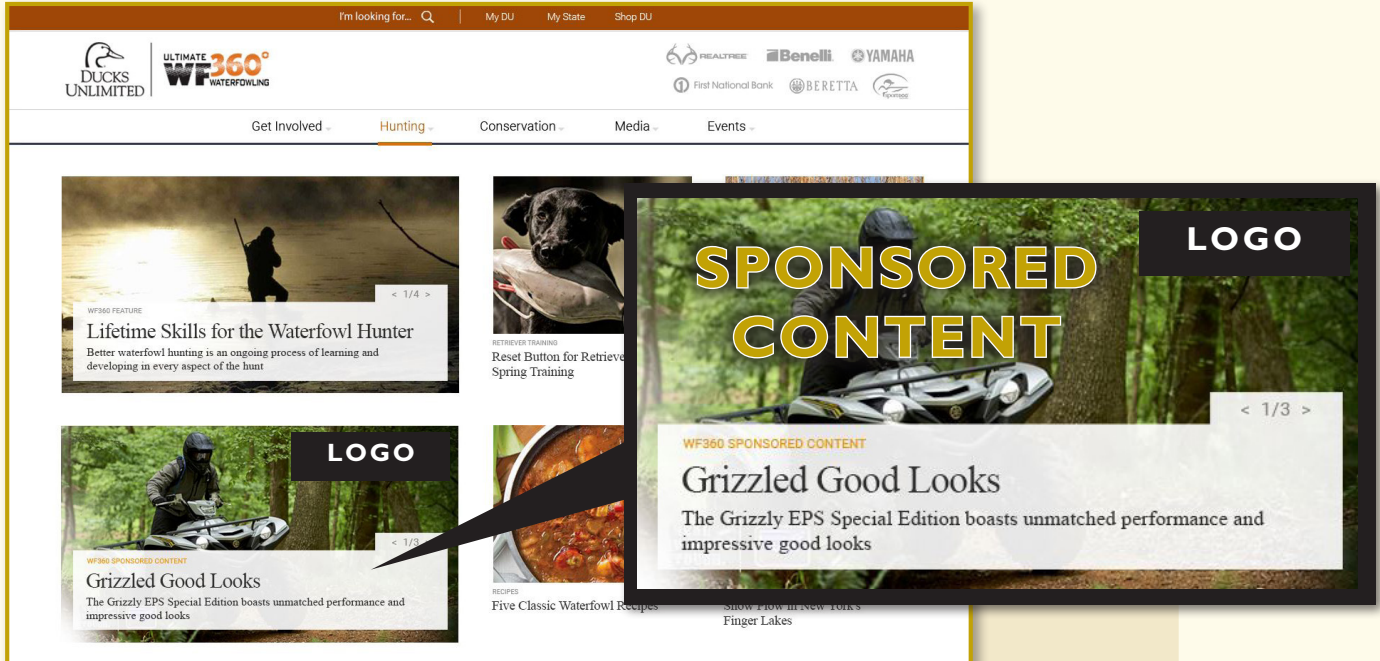 I'm looking for...
My DU
My State
Shop DU
DUCKS
UNLIMITED
ULTIMATE
WF360°
WATERFOWLING
REALTREE
Benelli.
YAMAHA
1 First National Bank
BERETTA
Get Involved
Hunting
Conservation
Media
Events
< 1/4 >
WF360 FEATURE
Lifetime Skills for the Waterfowl Hunter
Better waterfowl hunting is an ongoing process of learning and
developing in every aspect of the hunt
RETRIEVER TRAINING
Reset Button for
Spring Training
LOGO
< 1/3
WF360 SPONSORED CONTENT
Grizzled Good Looks
The Grizzly EPS Special Edition boasts unmatched performance and
impressive good looks
RECIPES
Five Classic Waterfowl Recipes
Snow Plow in New York's
Finger Lakes
SPONSORED
CONTENT
LOGO
< 1/3 >
WF360 SPONSORED CONTENT
Grizzled Good Looks
The Grizzly EPS Special Edition boasts unmatched performance and
impressive good looks